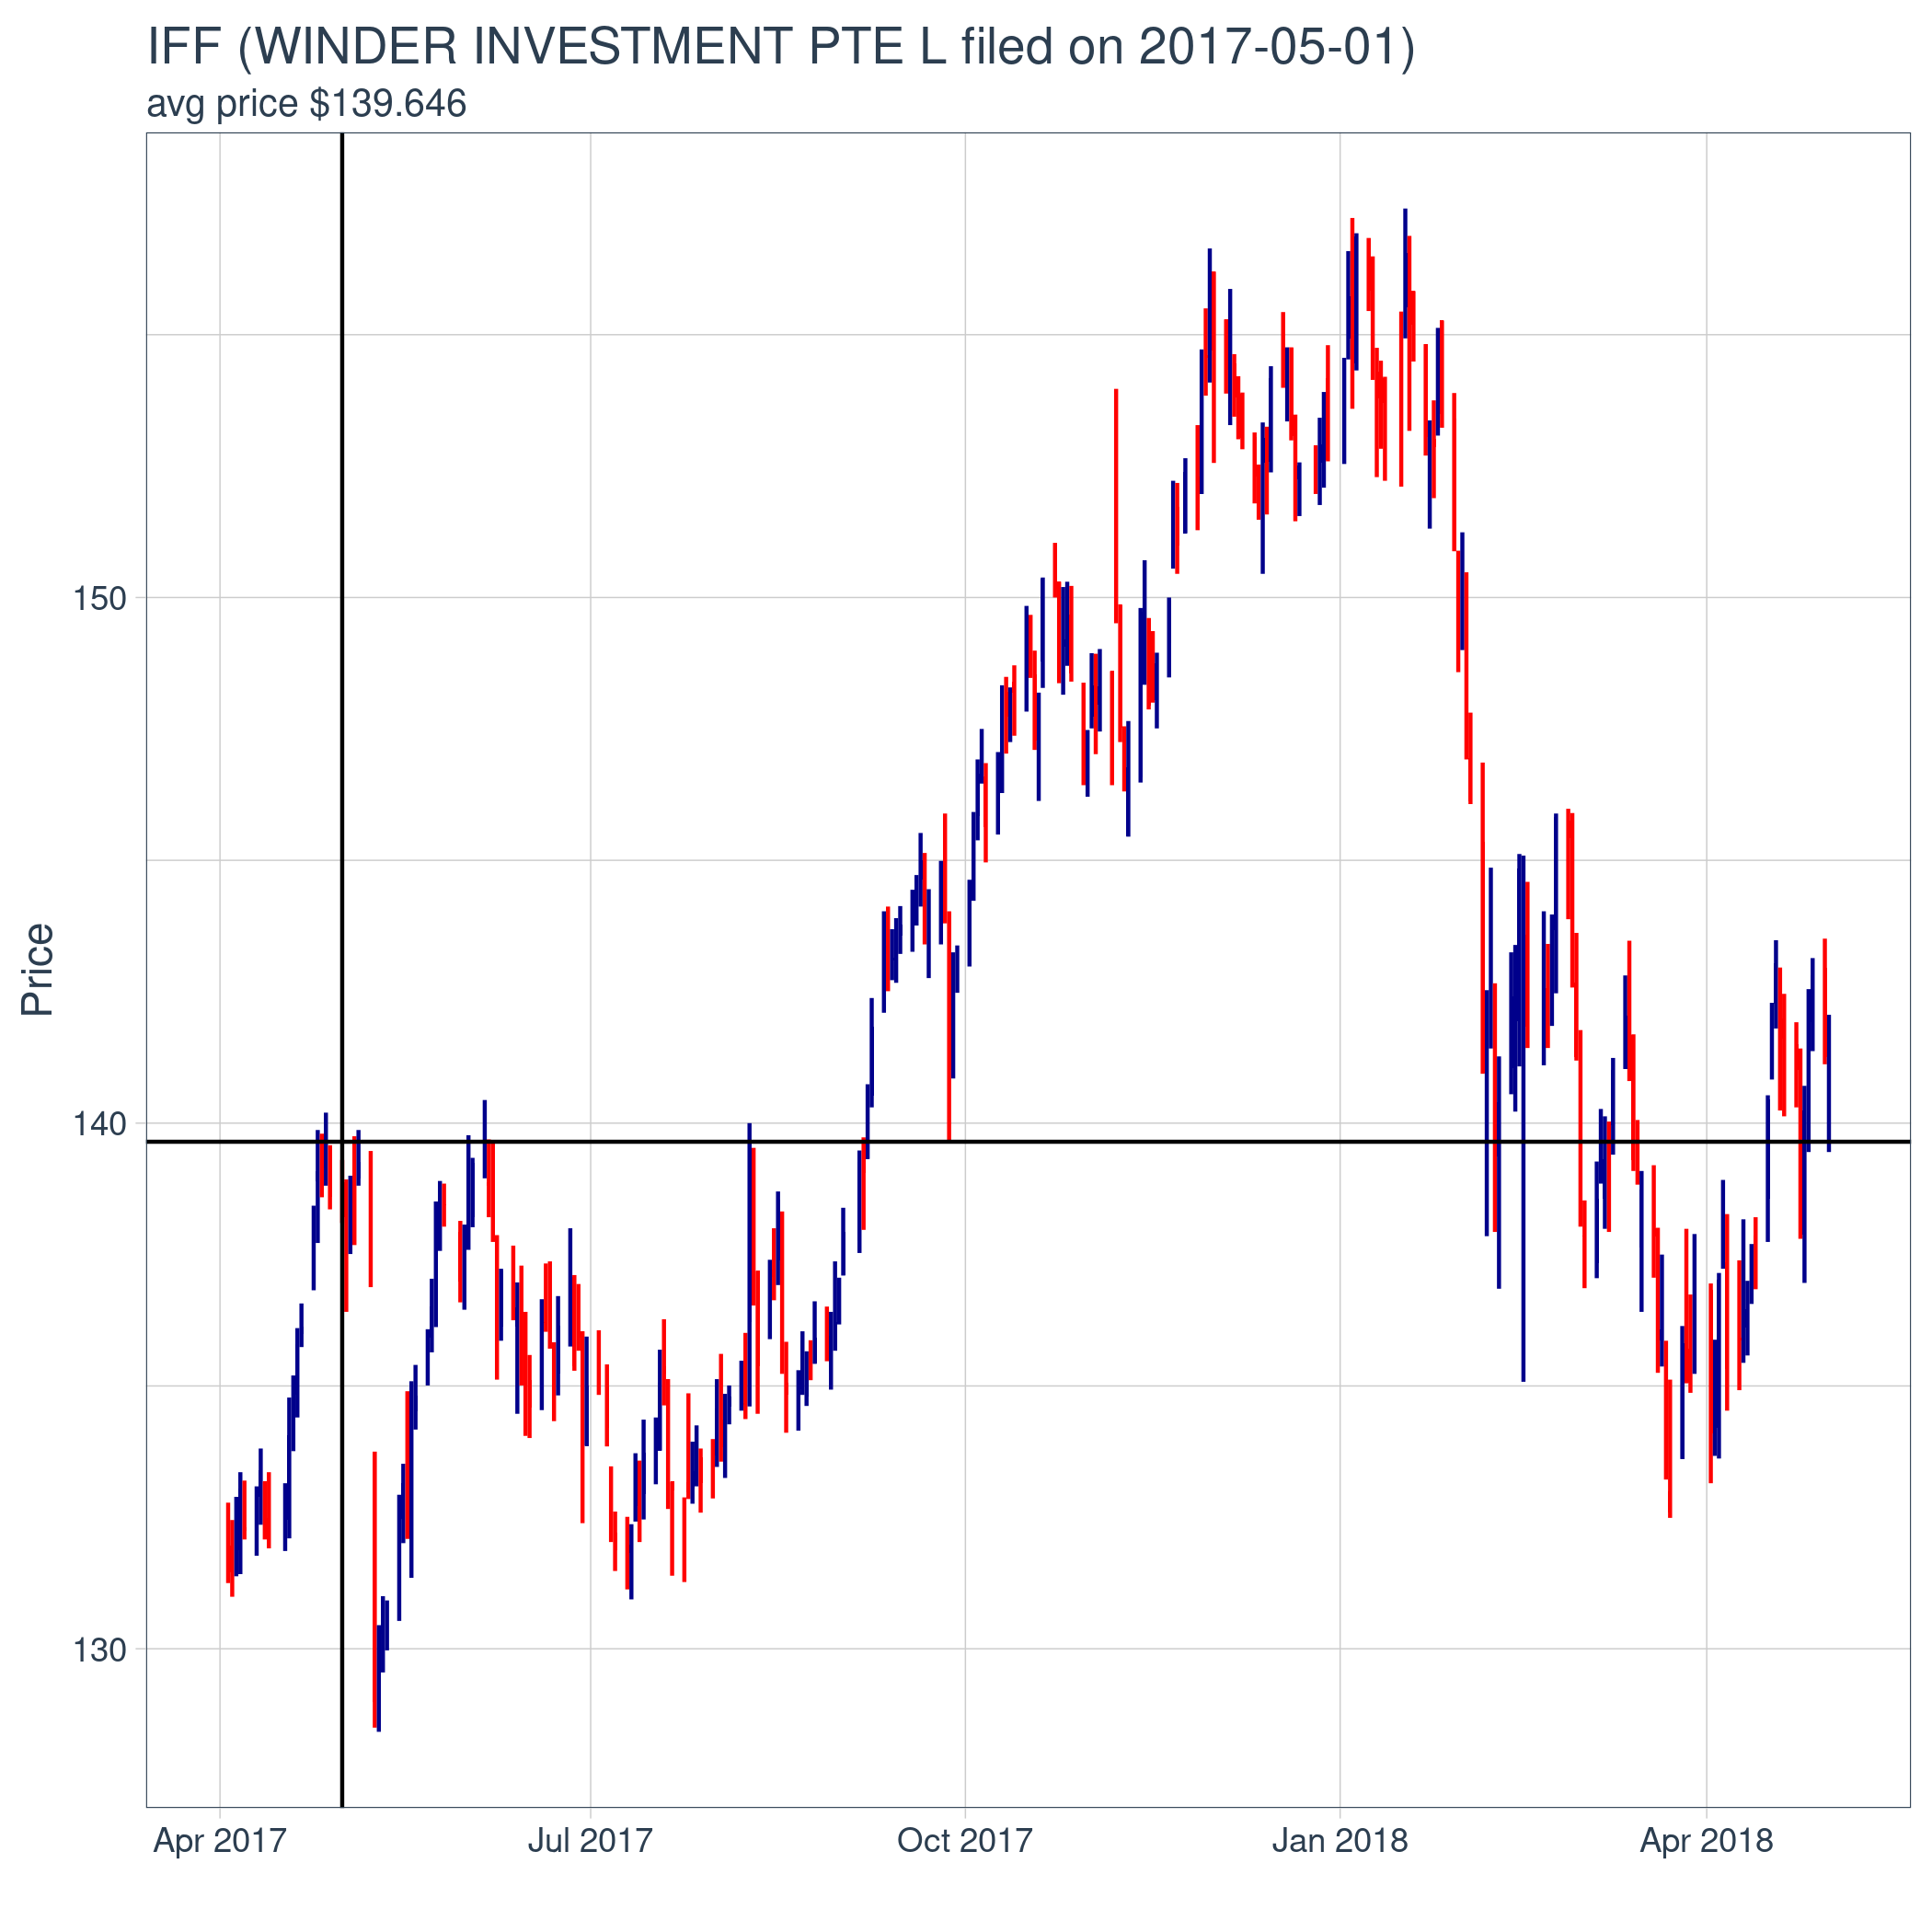 IFF (WINDER INVESTMENT PTE L filed on 2017-05-01)
avg price $139.646
Price
150
140
130
Apr 2017
Jul 2017
Oct 2017
Jan 2018
Apr 2018